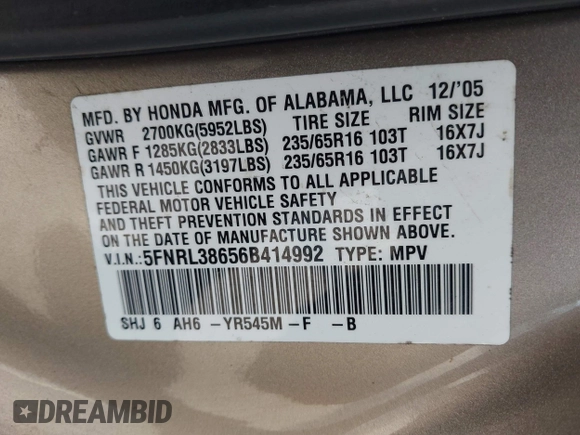 MFD. BY HONDA MFG. OF ALABAMA, LLC 12/'05
GVWR 2700KG(5952LBS) TIRE SIZE RIM SIZE
GAWR F 1285KG(2833LBS) 235/65R16 103T 16X7J
GAWR R 1450KG(3197LBS) 235/65R16 103T 16X7J
THIS VEHICLE CONFORMS TO ALL APPLICABLE
FEDERAL MOTOR VEHICLE SAFETY
AND THEFT PREVENTION STANDARDS IN EFFECT
ON THE DATE OF MANUFACTURE SHOWN ABOVE.
V.I.N.:5FNRL38656B414992 TYPE: MPV
SHJ 6 AH6 -YR545M-F -B
DREAMBID